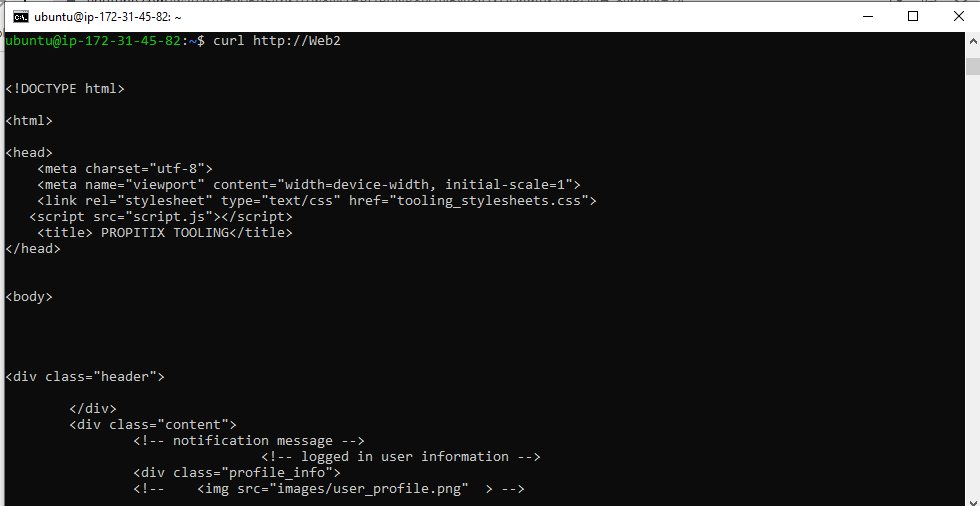 ubuntu@ip-172-31-45-82: ~
ubuntu@ip-172-31-45-82:~$ curl http://Web2
<!DOCTYPE html>
<html>
<head>
    <meta charset="utf-8">
    <meta name="viewport" content="width=device-width, initial-scale=1">
    <link rel="stylesheet" type="text/css" href="tooling_stylesheets.css">
   <script src="script.js"></script>
    <title> PROPITIX TOOLING</title>
</head>
<body>
<div class="header">
        </div>
        <div class="content">
                <!-- notification message -->
                                <!-- logged in user information -->
                <div class="profile_info">
                <!--    <img src="images/user_profile.png"  > -->